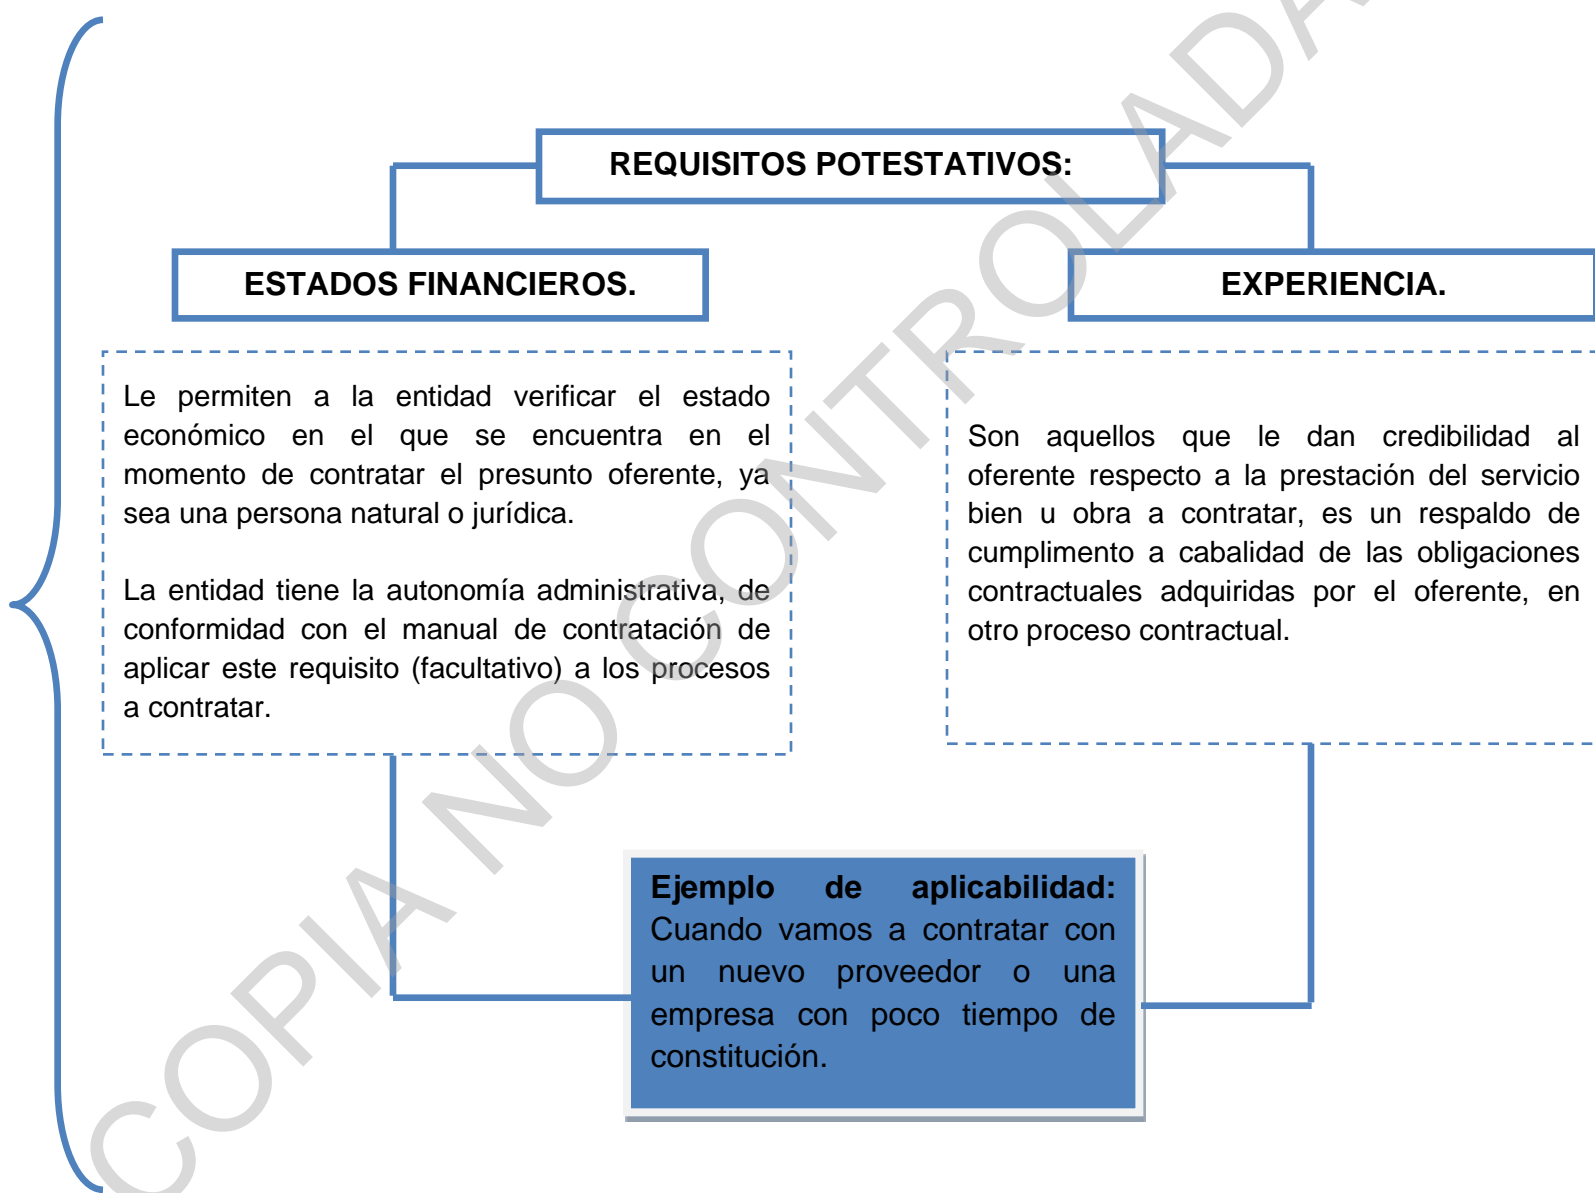 REQUISITOS POTESTATIVOS:
ESTADOS FINANCIEROS.
EXPERIENCIA.
Le permiten a la entidad verificar el estado
económico en el que se encuentra en el
momento de contratar el presunto oferente, ya
sea una persona natural o jurídica.
La entidad tiene la autonomía administrativa, de
conformidad con el manual de contratación de
aplicar este requisito (facultativo) a los procesos
a contratar.
Son aquellos que le dan credibilidad al
oferente respecto a la prestación del servicio
bien u obra a contratar, es un respaldo de
cumplimento a cabalidad de las obligaciones
contractuales adquiridas por el oferente, en
otro proceso contractual.
Ejemplo de aplicabilidad:
Cuando vamos a contratar con
un nuevo proveedor o una
empresa con poco tiempo de
constitución.
COPIA NO CONTROLADA